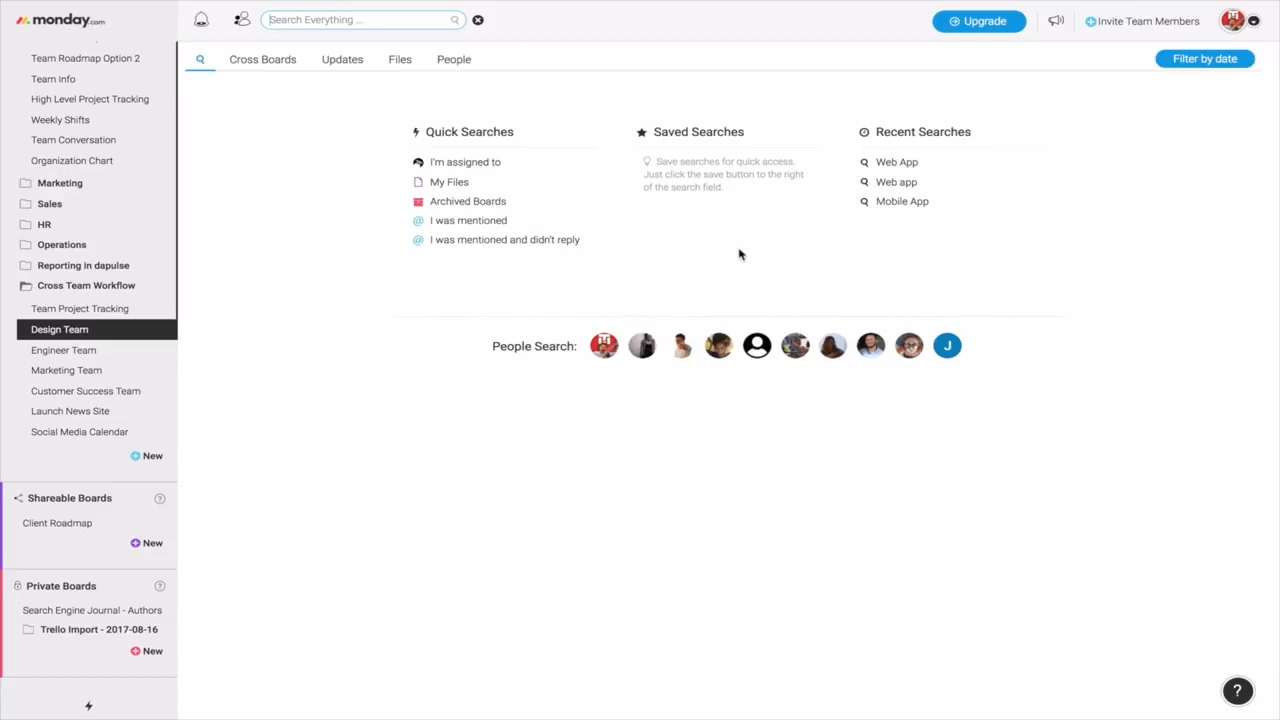 monday.com
Search Everything ...
Upgrade
Invite Team Members
Team Roadmap Option 2
Team Info
High Level Project Tracking
Weekly Shifts
Team Conversation
Organization Chart
Marketing
Sales
HR
Operations
Reporting in dapulse
Cross Team Workflow
Team Project Tracking
Design Team
Engineer Team
Marketing Team
Customer Success Team
Launch News Site
Social Media Calendar
New
Shareable Boards
?
Client Roadmap
New
Private Boards
?
Search Engine Journal - Authors
Trello Import - 2017-08-16
New
Cross Boards
Updates
Files
People
Filter by date
Quick Searches
I'm assigned to
My Files
Archived Boards
@ I was mentioned
@ I was mentioned and didn't reply
Saved Searches
Save searches for quick access.
Just click the save button to the right
of the search field.
Recent Searches
Web App
Web app
Mobile App
People Search:
J
?